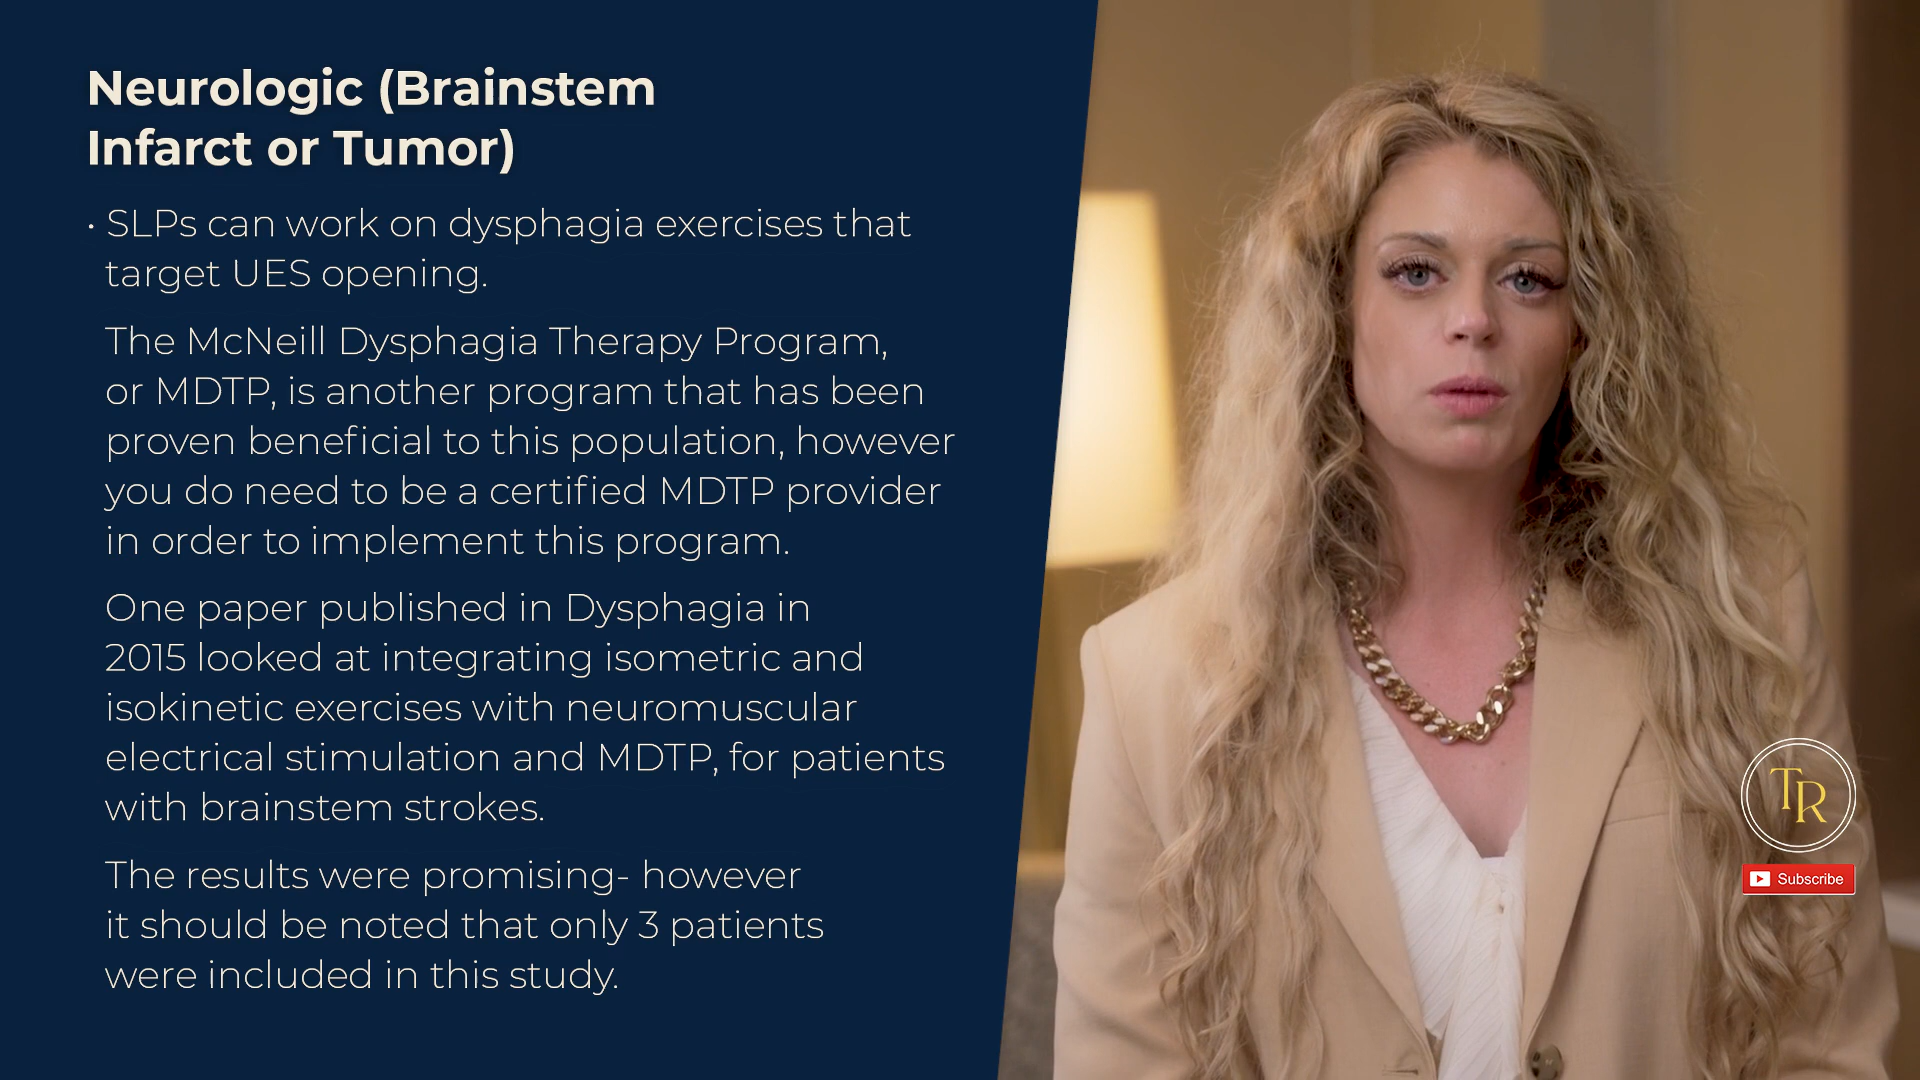 Neurologic (Brainstem
Infarct or Tumor)
• SLPs can work on dysphagia exercises that
target UES opening.
The McNeill Dysphagia Therapy Program,
or MDTP, is another program that has been
proven beneficial to this population, however
you do need to be a certified MDTP provider
in order to implement this program.
One paper published in Dysphagia in
2015 looked at integrating isometric and
isokinetic exercises with neuromuscular
electrical stimulation and MDTP, for patients
with brainstem strokes.
The results were promising- however
it should be noted that only 3 patients
were included in this study.
TR
Subscribe